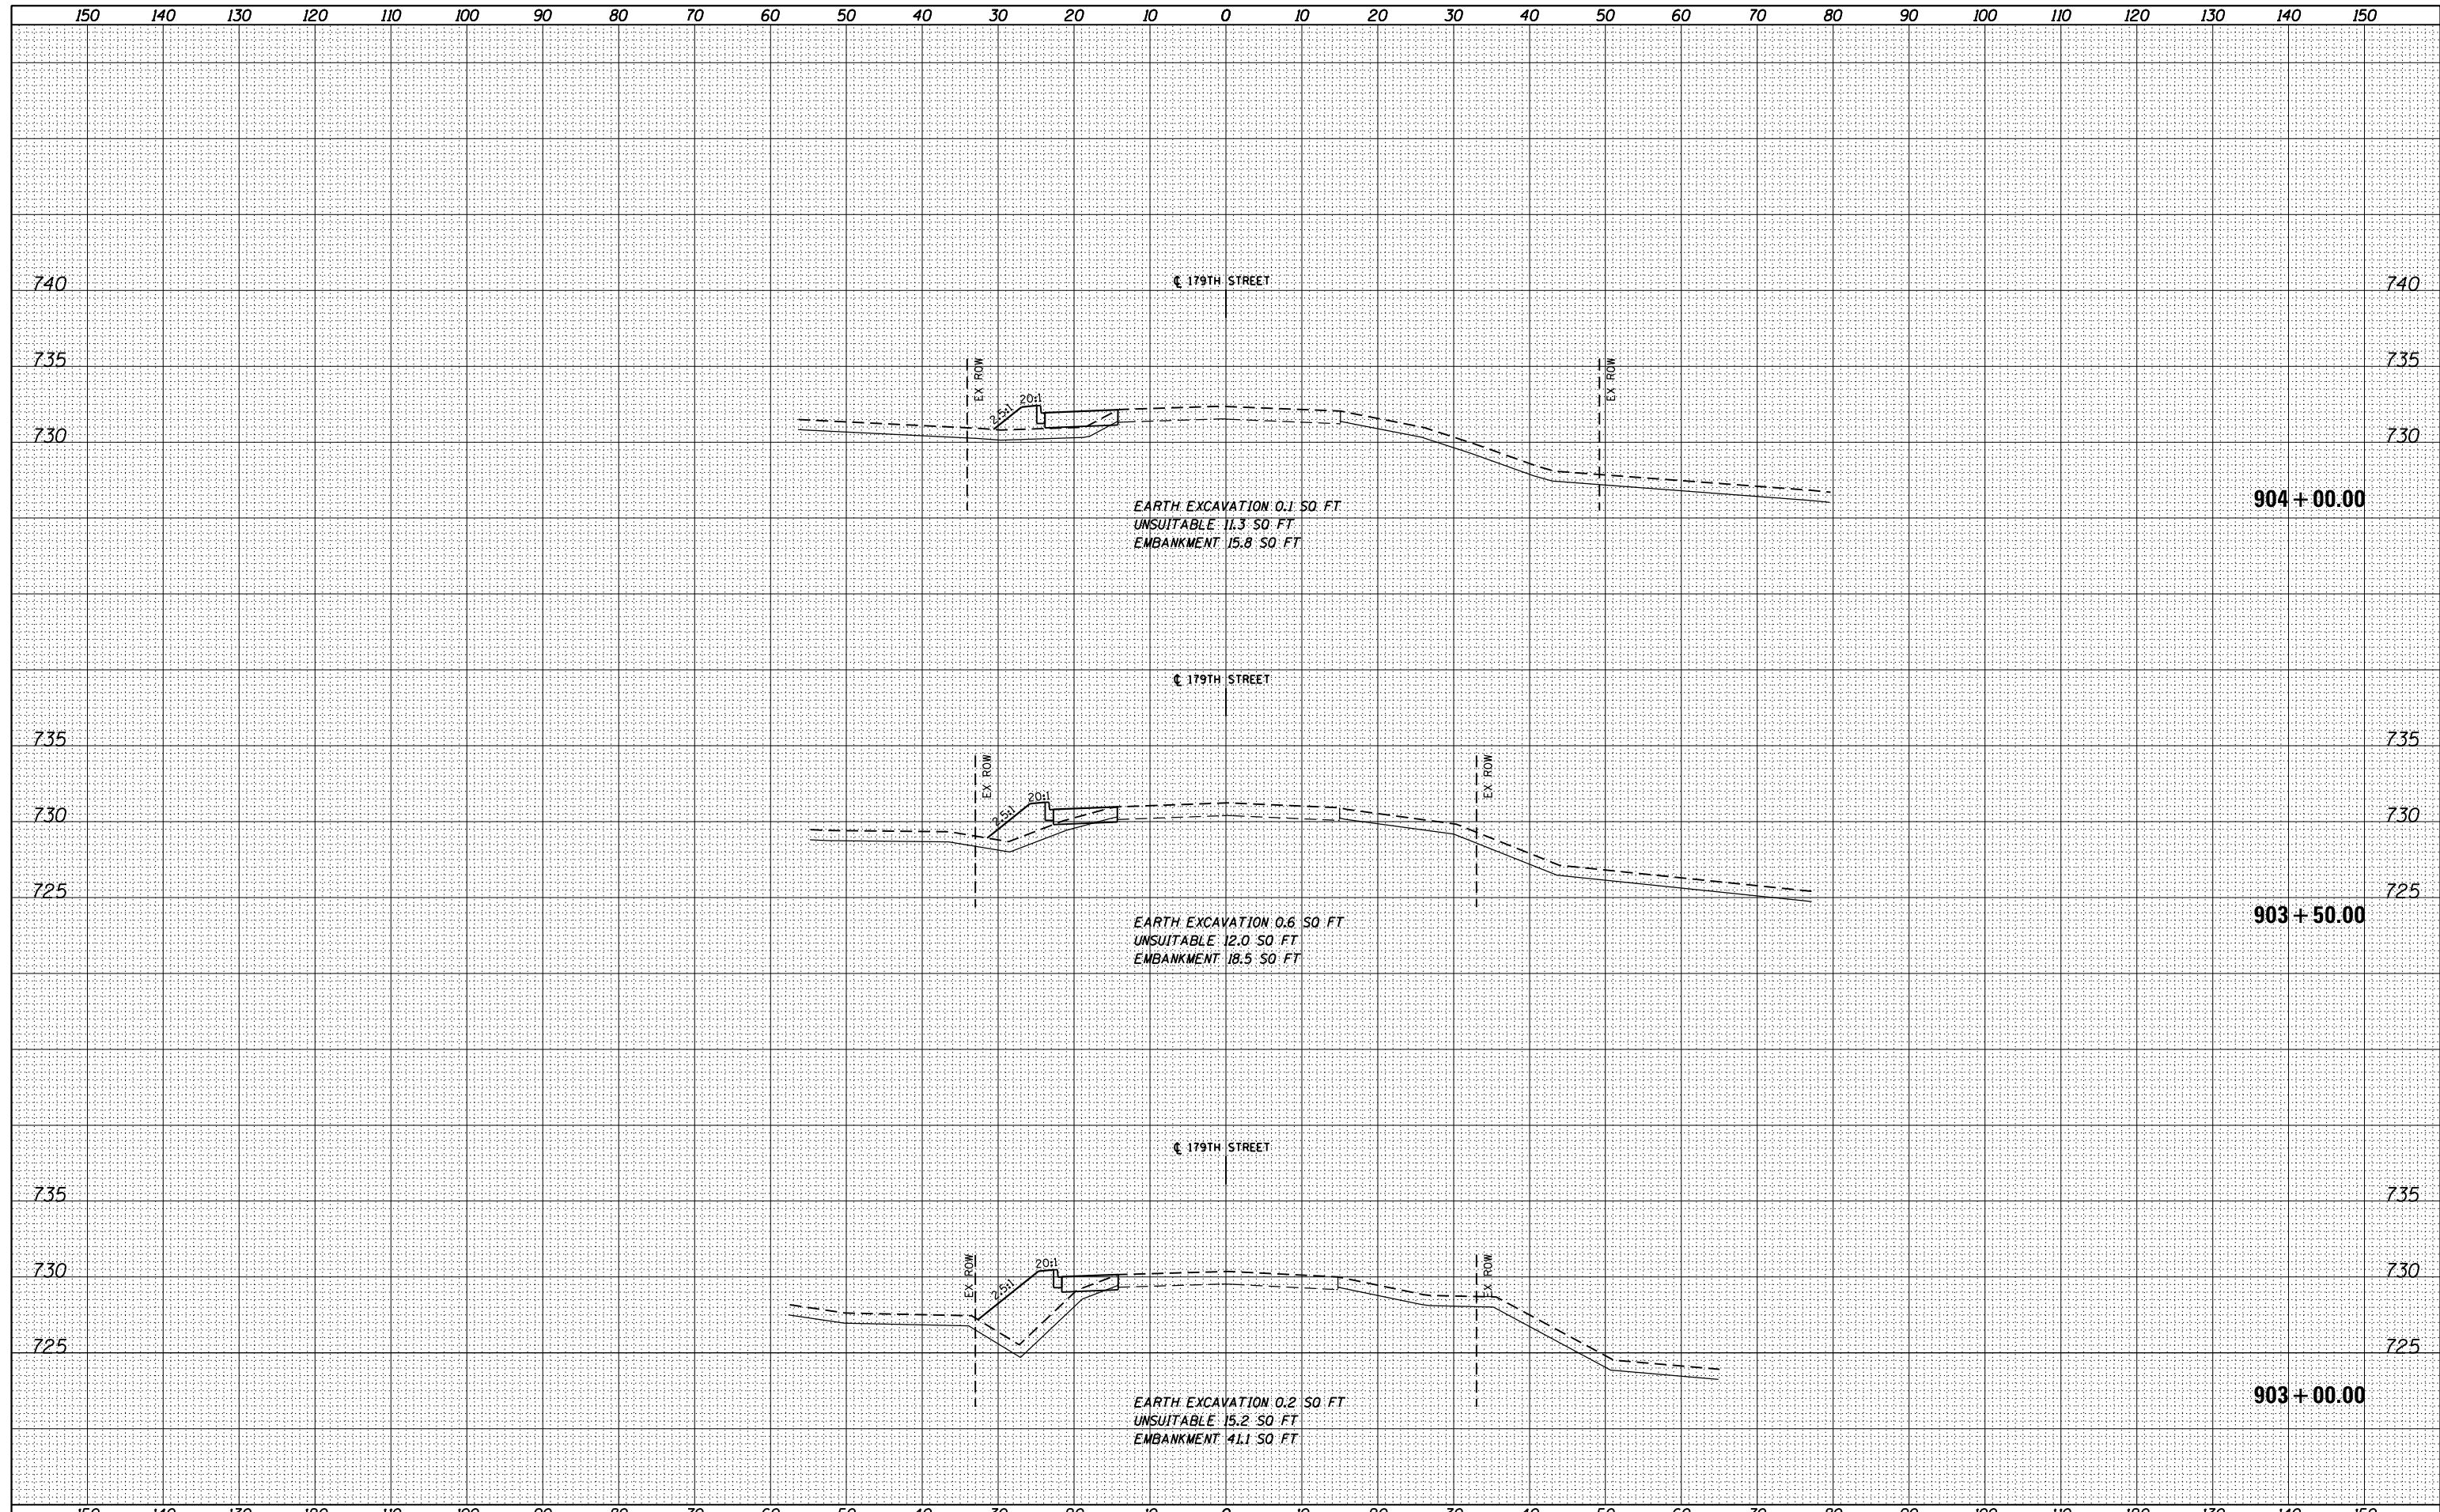 150 140 130 120 110 100 90 80 70 60 50 40 30 20 10 0 10 20 30 40 50 60 70 80 90 100 110 120 130 140 150
740 ℄ 179TH STREET 740
735 EX ROW EX ROW 735
2.5:1 20:1
730 730
EARTH EXCAVATION 0.1 SQ FT 904+00.00
UNSUITABLE 11.3 SQ FT
EMBANKMENT 15.8 SQ FT
℄ 179TH STREET
735 735
EX ROW EX ROW
2.5:1 20:1
730 730
725 725
EARTH EXCAVATION 0.6 SQ FT 903+50.00
UNSUITABLE 12.0 SQ FT
EMBANKMENT 18.5 SQ FT
℄ 179TH STREET
735 735
EX ROW EX ROW
2.5:1 20:1
730 730
725 725
EARTH EXCAVATION 0.2 SQ FT 903+00.00
UNSUITABLE 15.2 SQ FT
EMBANKMENT 41.1 SQ FT
150 140 130 120 110 100 90 80 70 60 50 40 30 20 10 0 10 20 30 40 50 60 70 80 90 100 110 120 130 140 150